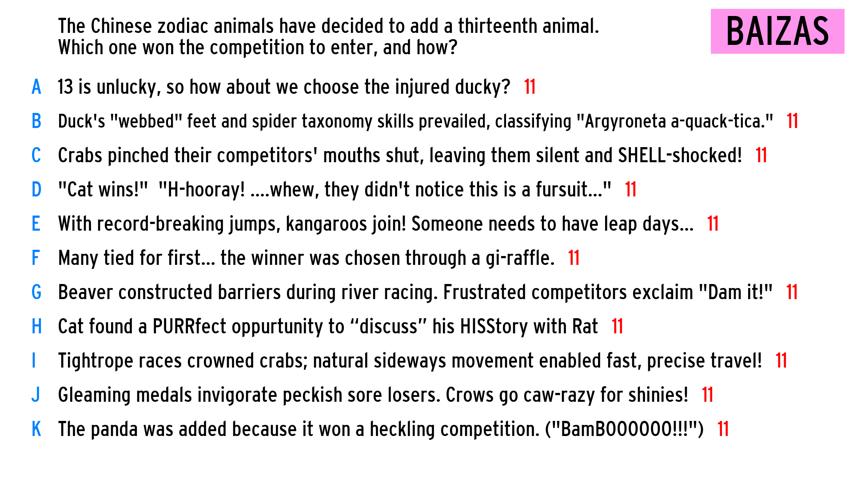 The Chinese zodiac animals have decided to add a thirteenth animal.
Which one won the competition to enter, and how?
BAIZAS
A 13 is unlucky, so how about we choose the injured ducky? 11
B Duck's "webbed" feet and spider taxonomy skills prevailed, classifying "Argyroneta a-quack-tica." 11
C Crabs pinched their competitors' mouths shut, leaving them silent and SHELL-shocked! 11
D "Cat wins!" "H-hooray! ....whew, they didn't notice this is a fursuit..." 11
E With record-breaking jumps, kangaroos join! Someone needs to have leap days... 11
F Many tied for first... the winner was chosen through a gi-raffle. 11
G Beaver constructed barriers during river racing. Frustrated competitors exclaim "Dam it!" 11
H Cat found a PURRfect oppurtunity to “discuss” his HISStory with Rat 11
I Tightrope races crowned crabs; natural sideways movement enabled fast, precise travel! 11
J Gleaming medals invigorate peckish sore losers. Crows go caw-razy for shinies! 11
K The panda was added because it won a heckling competition. ("BamBOOOOOO!!!") 11